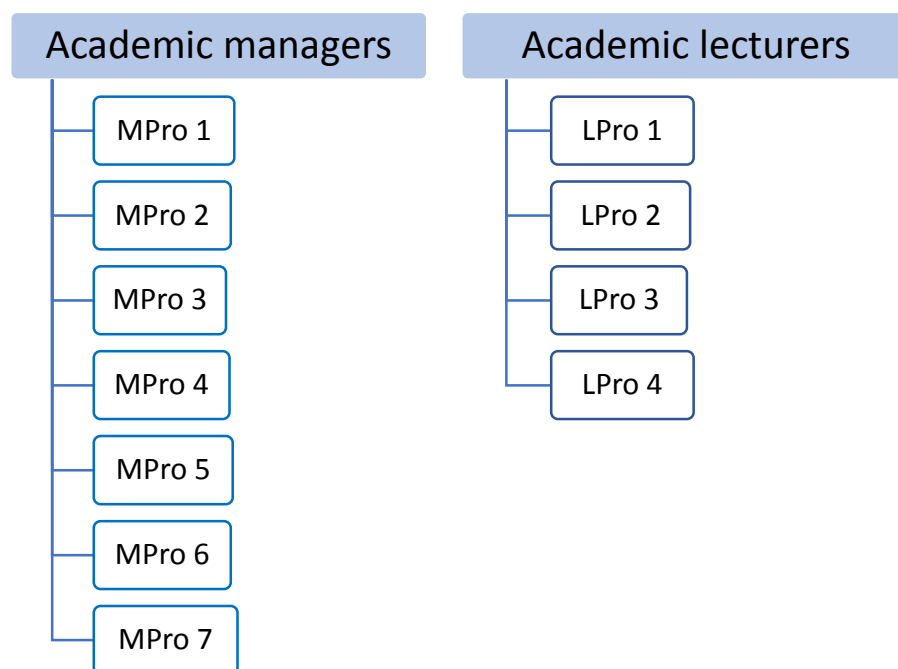 Academic managers
MPro 1
MPro 2
MPro 3
MPro 4
MPro 5
MPro 6
MPro 7
Academic lecturers
LPro 1
LPro 2
LPro 3
LPro 4